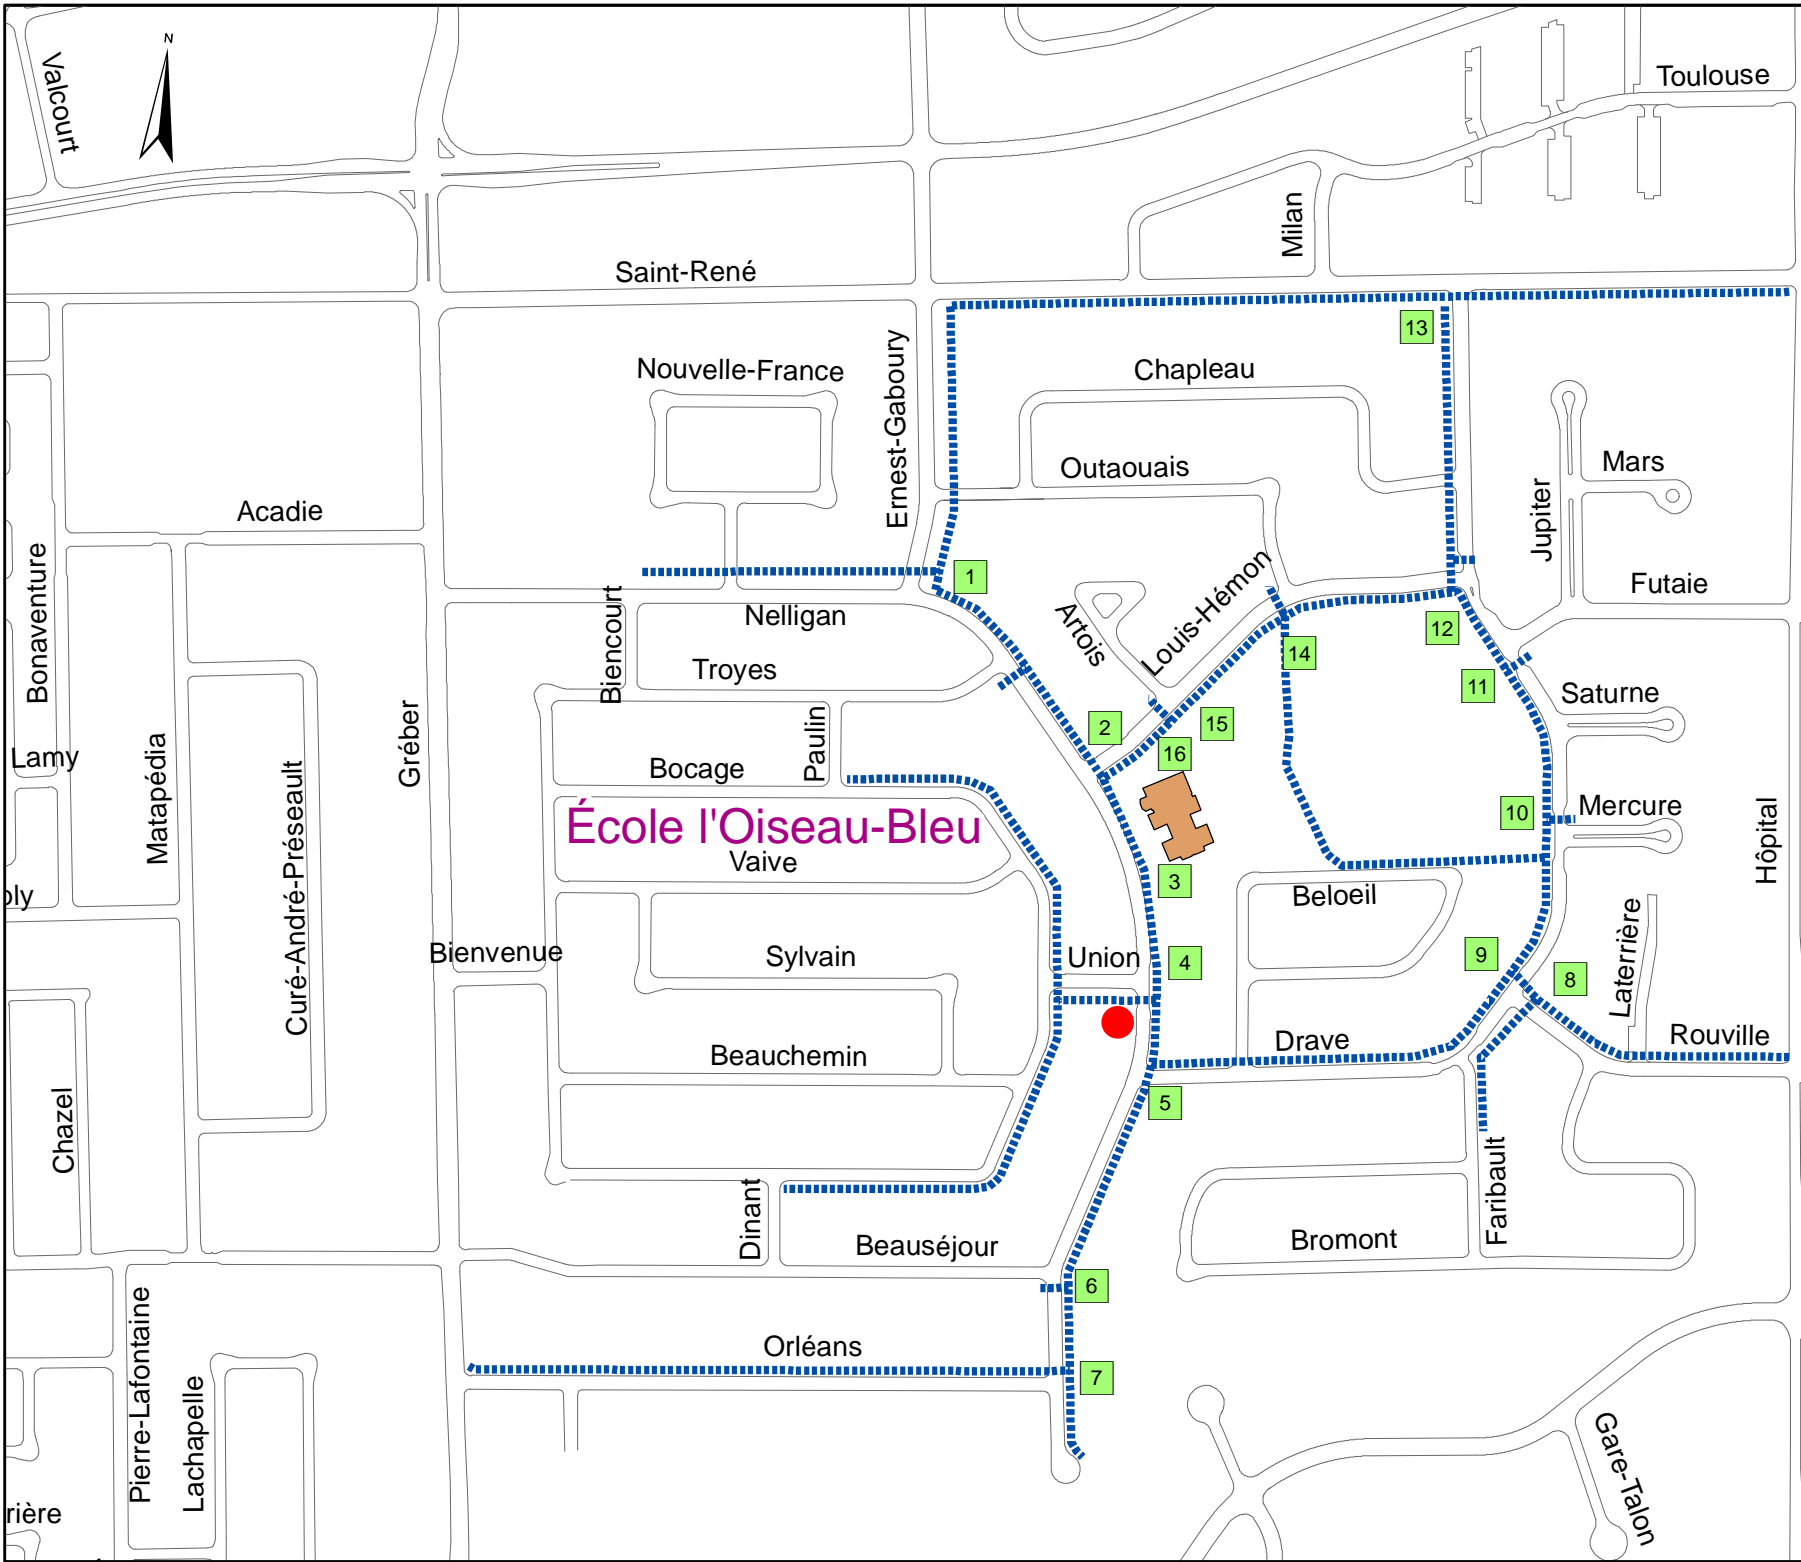 N
Valcourt
Toulouse
Milan
Saint-René
13
Ernest-Gaboury
Nouvelle-France
Chapleau
Outaouais
Mars
Jupiter
Acadie
Bonaventure
1
Biencourt
Nelligan
Artois
Louis-Hémon
Futaie
12
14
Troyes
11
Saturne
Paulin
2
15
16
Lamy
Matapédia
Gréber
Bocage
École l'Oiseau-Bleu
Vaive
10
Mercure
Hôpital
3
Beloeil
Curé-André-Préseault
Bienvenue
Sylvain
Union
4
9
8
Laterrière
Drave
Rouville
Beauchemin
5
Chazel
Dinant
Beauséjour
Faribault
Bromont
6
Pierre-Lafontaine
Orléans
7
Lachapelle
Gare-Talon
rière